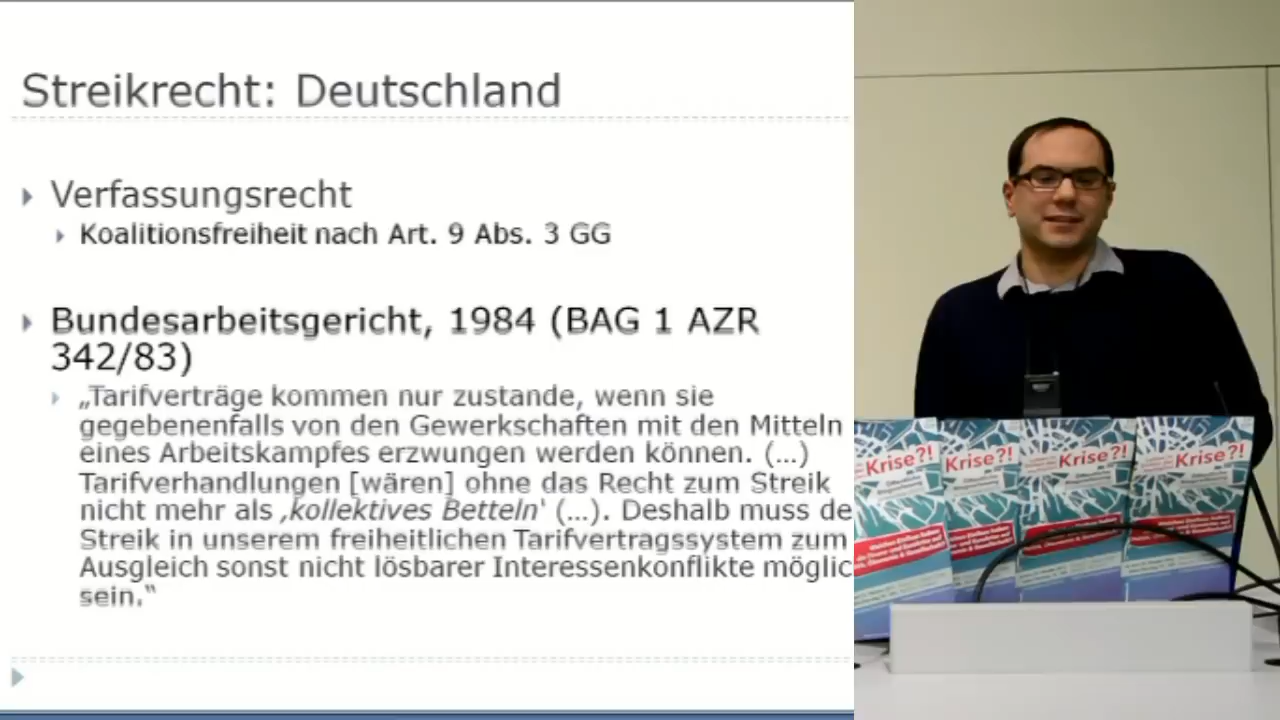 Streikrecht: Deutschland
Verfassungsrecht
Koalitionsfreiheit nach Art. 9 Abs. 3 GG
Bundesarbeitsgericht, 1984 (BAG 1 AZR
342/83)
„Tarifverträge kommen nur zustande, wenn sie
gegebenenfalls von den Gewerkschaften mit den Mitteln
eines Arbeitskampfes erzwungen werden können. (...)
Tarifverhandlungen [wären] ohne das Recht zum Streik
nicht mehr als ‚kollektives Betteln' (...). Deshalb muss de
Streik in unserem freiheitlichen Tarifvertragssystem zum
Ausgleich sonst nicht lösbarer Interessenkonflikte möglic
sein.“
Krise?!
Krise?!
Krise?!
Krise?!